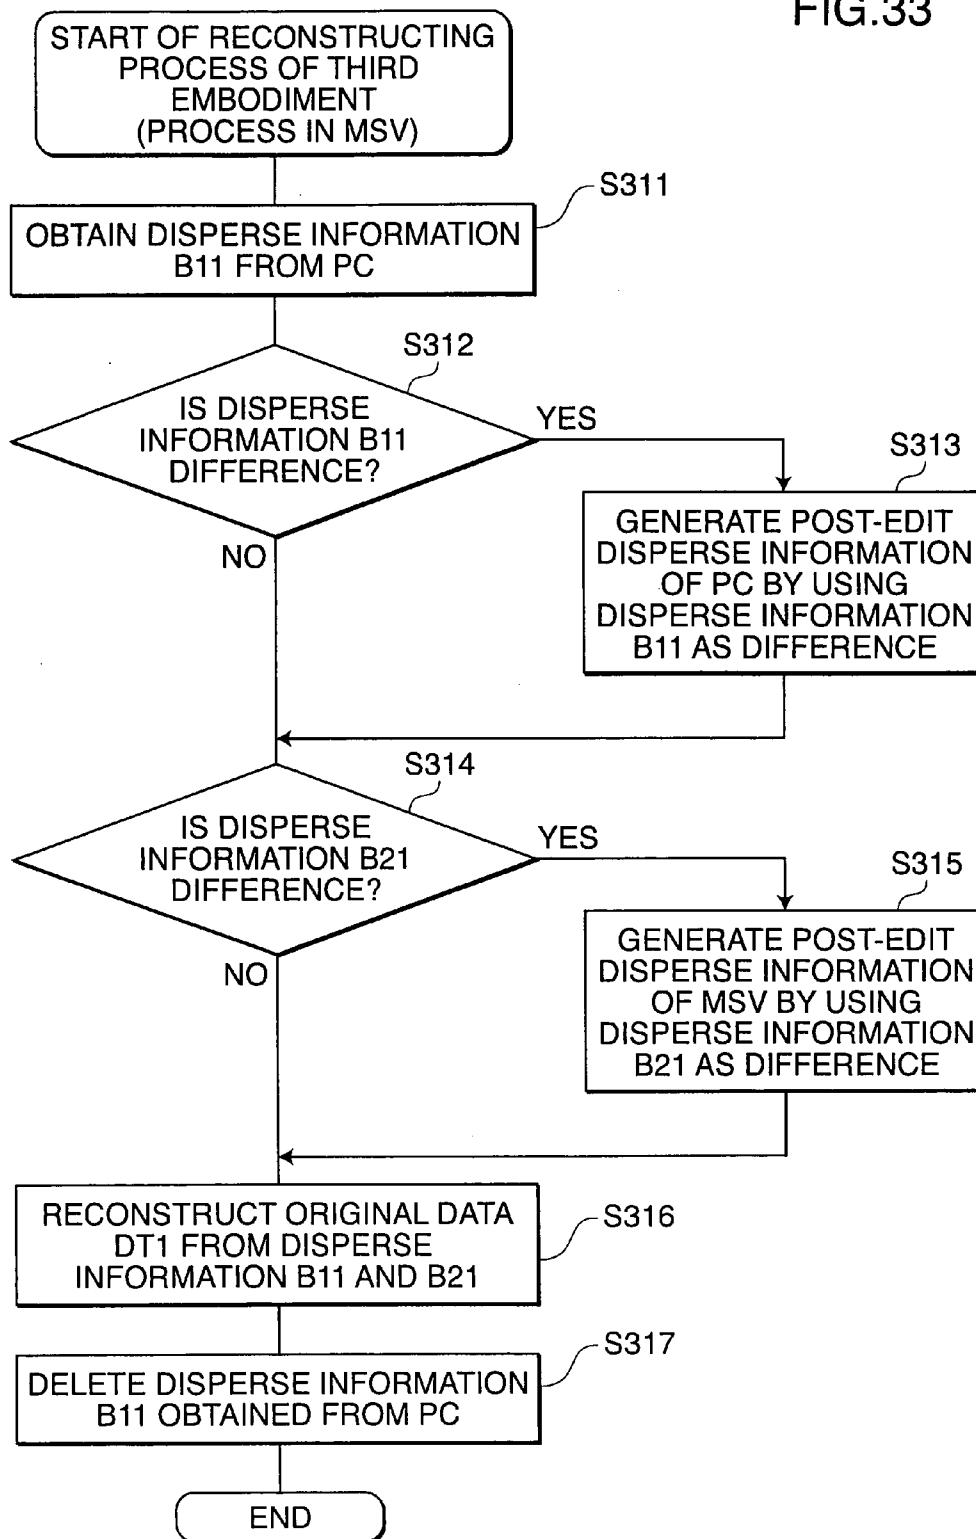 FIG.33
START OF RECONSTRUCTING
PROCESS OF THIRD
EMBODIMENT
(PROCESS IN MSV)
S311
OBTAIN DISPERSE INFORMATION
B11 FROM PC
S312
IS DISPERSE
INFORMATION B11
DIFFERENCE?
YES
NO
S313
GENERATE POST-EDIT
DISPERSE INFORMATION
OF PC BY USING
DISPERSE INFORMATION
B11 AS DIFFERENCE
S314
IS DISPERSE
INFORMATION B21
DIFFERENCE?
YES
NO
S315
GENERATE POST-EDIT
DISPERSE INFORMATION
OF MSV BY USING
DISPERSE INFORMATION
B21 AS DIFFERENCE
RECONSTRUCT ORIGINAL DATA
DT1 FROM DISPERSE
INFORMATION B11 AND B21
S316
S317
DELETE DISPERSE INFORMATION
B11 OBTAINED FROM PC
END